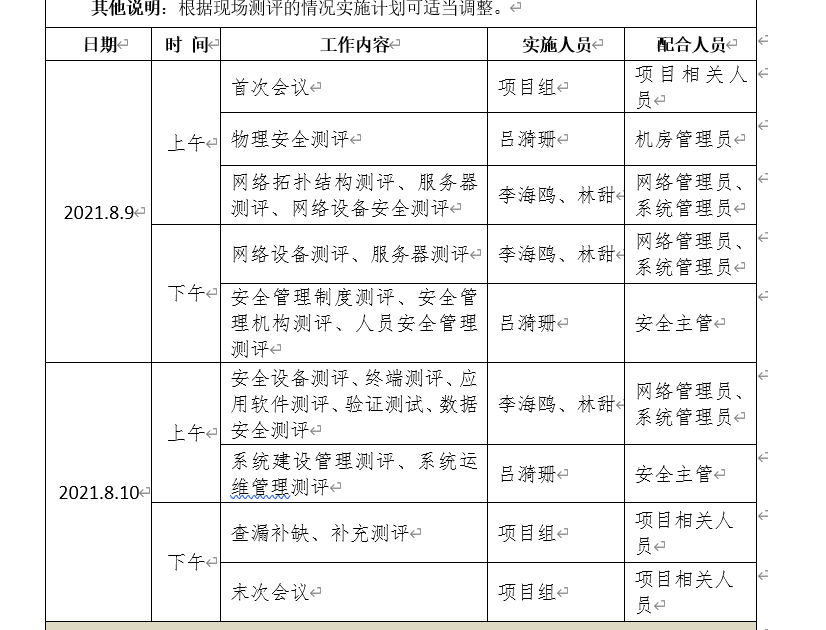 其他说明：根据现场测评的情况实施计划可适当调整。
日期 时 间 工作内容 实施人员 配合人员
2021.8.9
上午
首次会议
项目组
项目相关人
员
物理安全测评
吕漪珊
机房管理员
网络拓扑结构测评、服务器
测评、网络设备安全测评
李海鸥、林甜
网络管理员、
系统管理员
下午
网络设备测评、服务器测评
李海鸥、林甜
网络管理员、
系统管理员
安全管理制度测评、安全管
理机构测评、人员安全管理
测评
吕漪珊
安全主管
2021.8.10
上午
安全设备测评、终端测评、应
用软件测评、验证测试、数据
安全测评
李海鸥、林甜
网络管理员、
系统管理员
系统建设管理测评、系统运
维管理测评
吕漪珊
安全主管
下午
查漏补缺、补充测评
项目组
项目相关人
员
末次会议
项目组
项目相关人
员